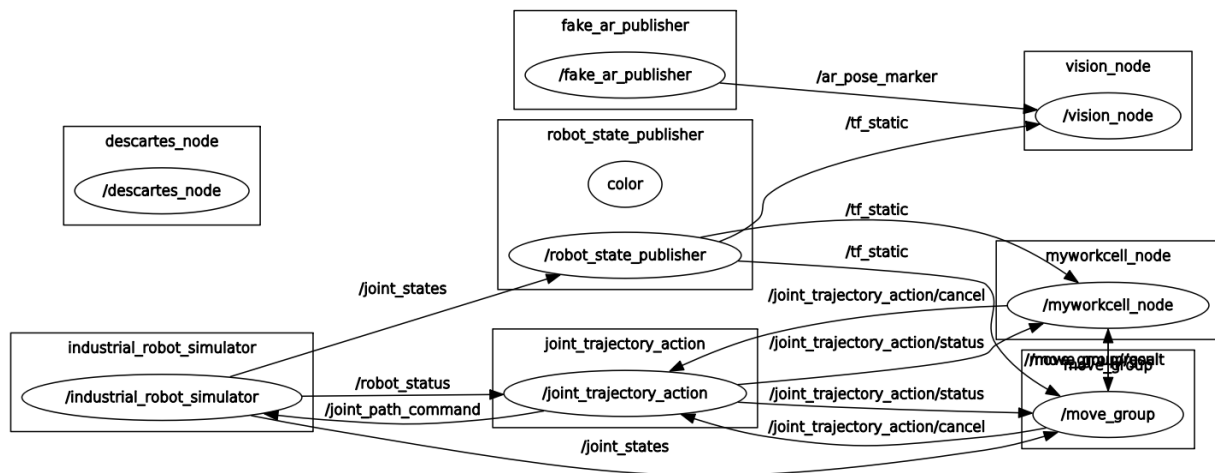 fake_ar_publisher
/fake_ar_publisher
/ar_pose_marker
vision_node
/vision_node
/tf_static
descartes_node
/descartes_node
robot_state_publisher
color
/robot_state_publisher
/tf_static
/tf_static
myworkcell_node
/myworkcell_node
/joint_states
/joint_trajectory_action/cancel
industrial_robot_simulator
/industrial_robot_simulator
joint_trajectory_action
/joint_trajectory_action
/joint_trajectory_action/status
/robot_status
/joint_path_command
/joint_trajectory_action/status
/joint_trajectory_action/cancel
move_group
/move_group
/joint_states